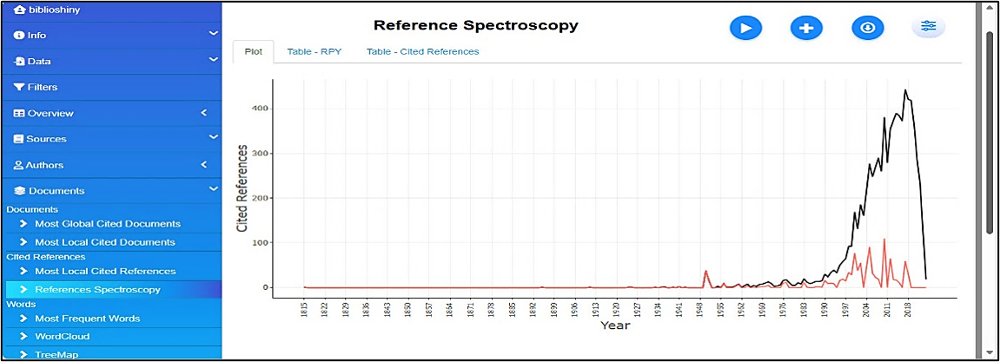 biblioshiny
Info
Data
Filters
Overview
Sources
Authors
Documents
Documents
Most Global Cited Documents
Most Local Cited Documents
Cited References
Most Local Cited References
References Spectroscopy
Words
Most Frequent Words
WordCloud
TreeMap
Reference Spectroscopy
Plot Table - RPY Table - Cited References
Cited References
400
300
200
100
0
1815 1822 1829 1836 1843 1850 1857 1864 1871 1878 1885 1892 1899 1906 1913 1920 1927 1934 1941 1948 1955 1962 1969 1976 1983 1990 1997 2004 2011 2018
Year